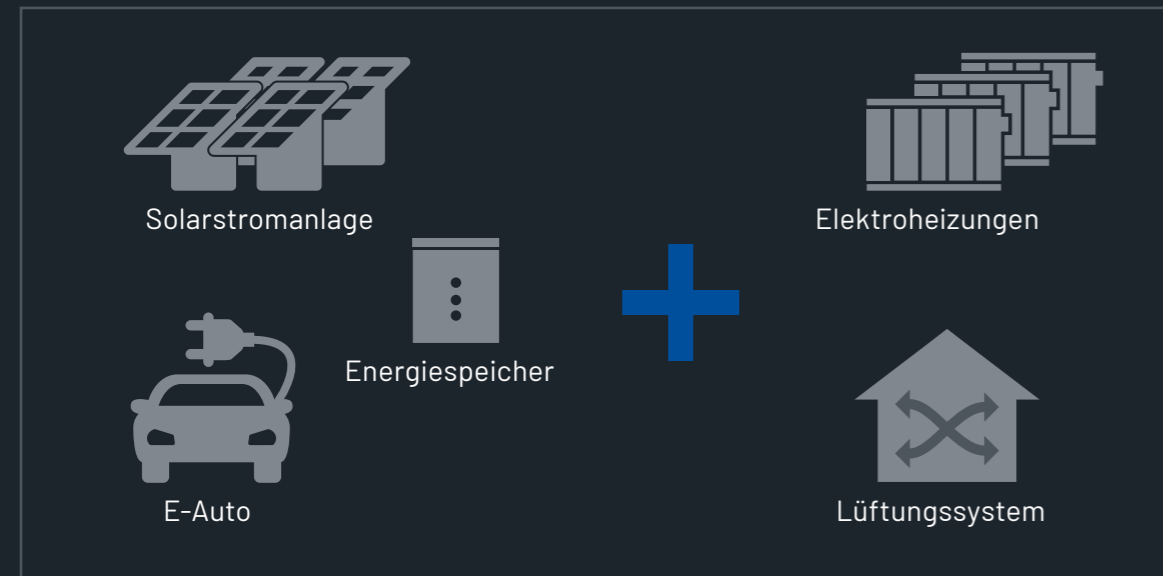 Solarstromanlage
Elektroheizungen
Energiespeicher
E-Auto
Lüftungssystem